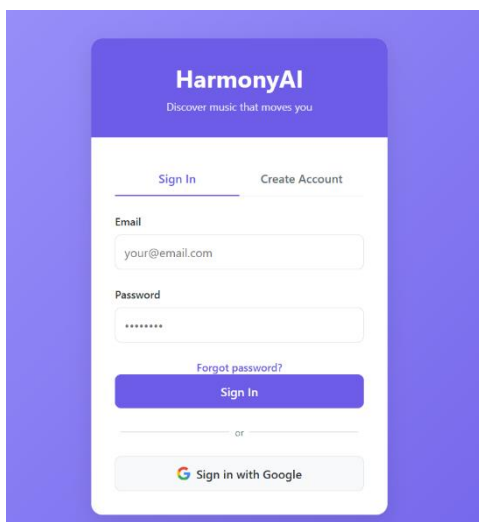 HarmonyAI
Discover music that moves you
Sign In Create Account
Email
your@email.com
Password
••••••••
Forgot password?
Sign In
or
Sign in with Google